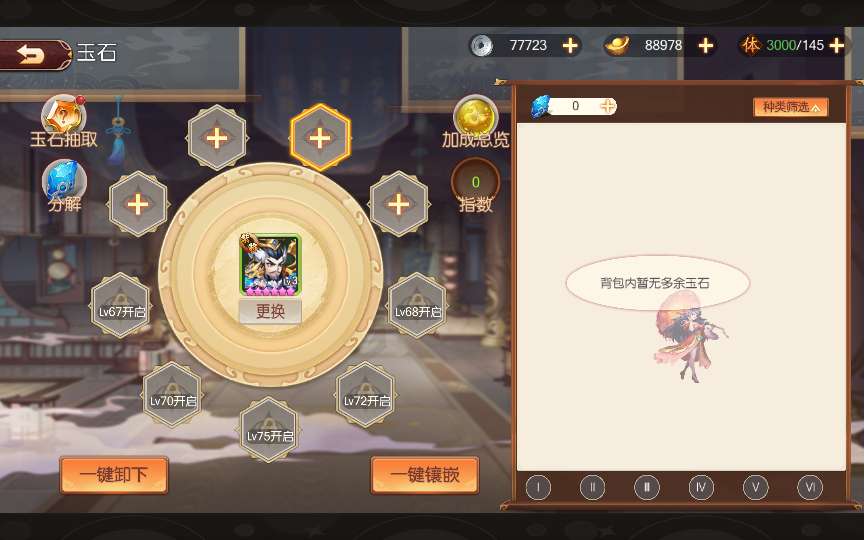 玉石
77723
88978
体 3000/145
玉石抽取
加成总览
分解
0
指数
Lv67开启
Lv68开启
Lv70开启
Lv72开启
Lv75开启
Lv3
更换
一键卸下
一键镶嵌
0
种类筛选
背包内暂无多余玉石
Ⅰ
Ⅱ
Ⅲ
Ⅳ
Ⅴ
Ⅵ